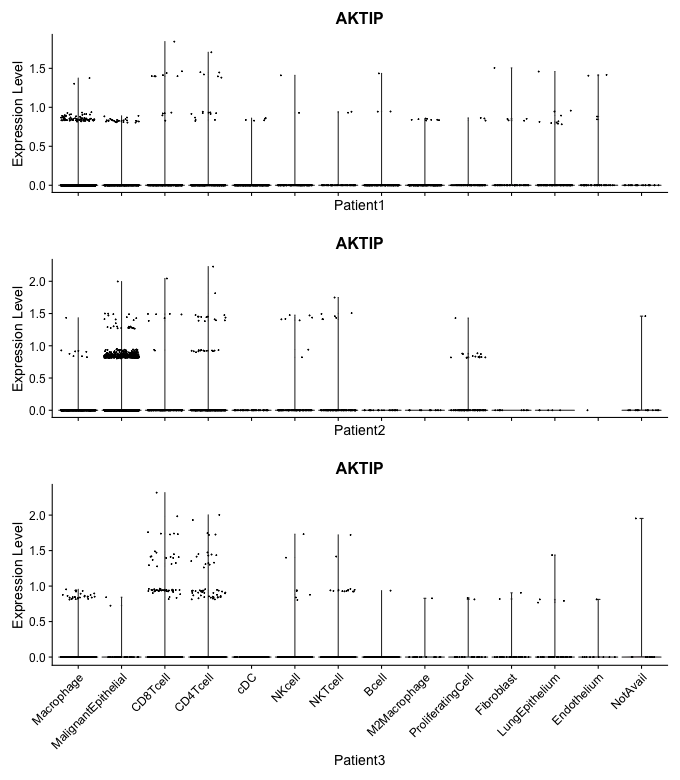 AKTIP
Expression Level
1.5
1.0
0.5
0.0
Patient1
AKTIP
Expression Level
2.0
1.5
1.0
0.5
0.0
Patient2
AKTIP
Expression Level
2.0
1.5
1.0
0.5
0.0
Macrophage
MalignantEpithelial
CD8Tcell
CD4Tcell
cDC
NKcell
NKTcell
Bcell
M2Macrophage
ProliferatingCell
Fibroblast
LungEpithelium
Endothelium
NotAvail
Patient3